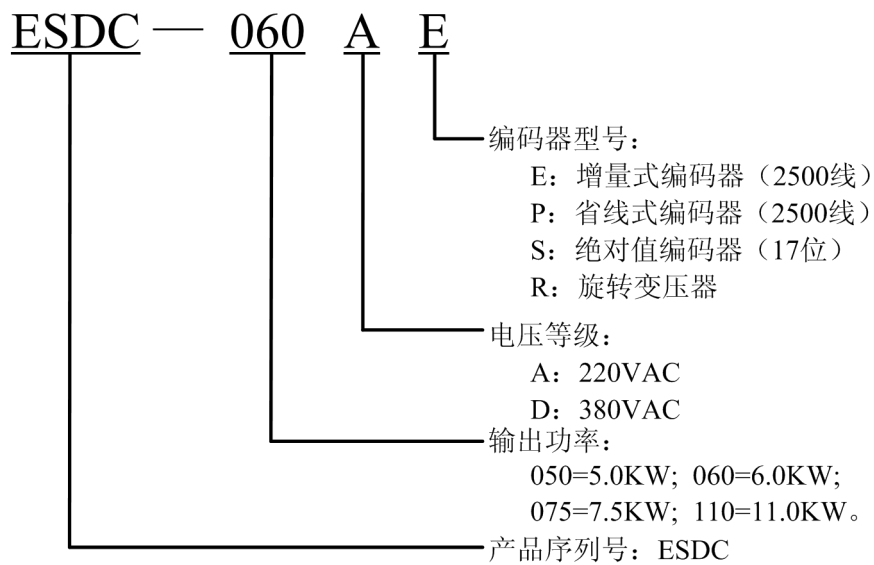 ESDC — 060 A E
编码器型号：
E：增量式编码器（2500线）
P：省线式编码器（2500线）
S：绝对值编码器（17位）
R：旋转变压器
电压等级：
A：220VAC
D：380VAC
输出功率：
050=5.0KW; 060=6.0KW;
075=7.5KW; 110=11.0KW。
产品序列号：ESDC